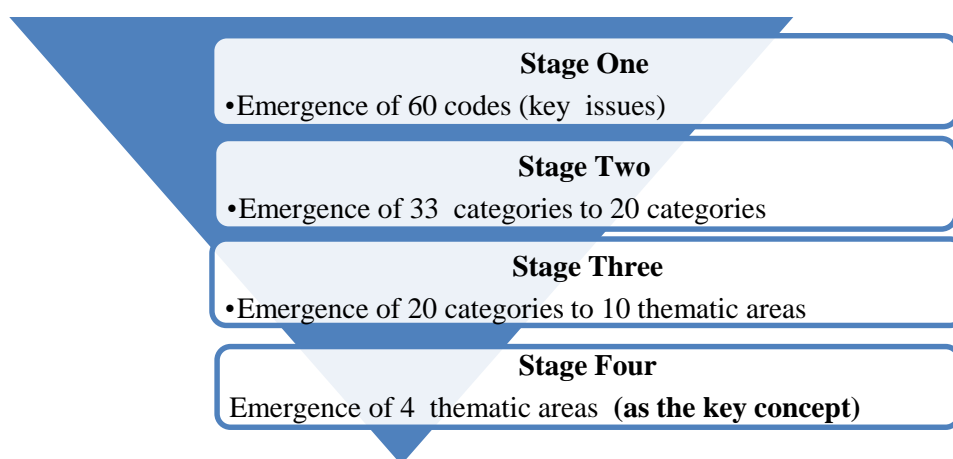 Stage One
•Emergence of 60 codes (key issues)
Stage Two
•Emergence of 33 categories to 20 categories
Stage Three
•Emergence of 20 categories to 10 thematic areas
Stage Four
Emergence of 4 thematic areas (as the key concept)